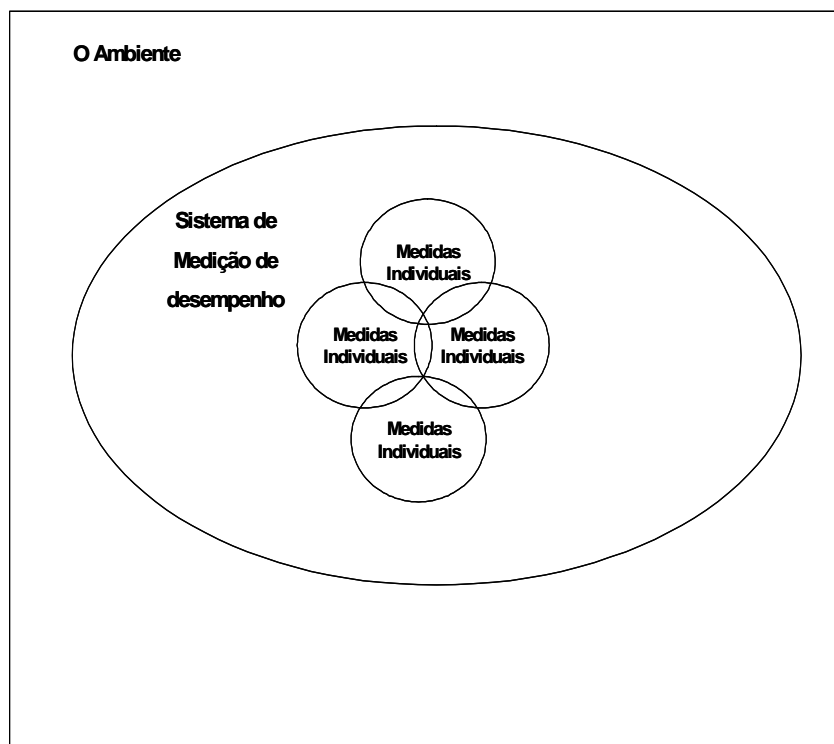 O Ambiente
Sistema de
Medição de
desempenho
Medidas
Individuais
Medidas
Individuais
Medidas
Individuais
Medidas
Individuais